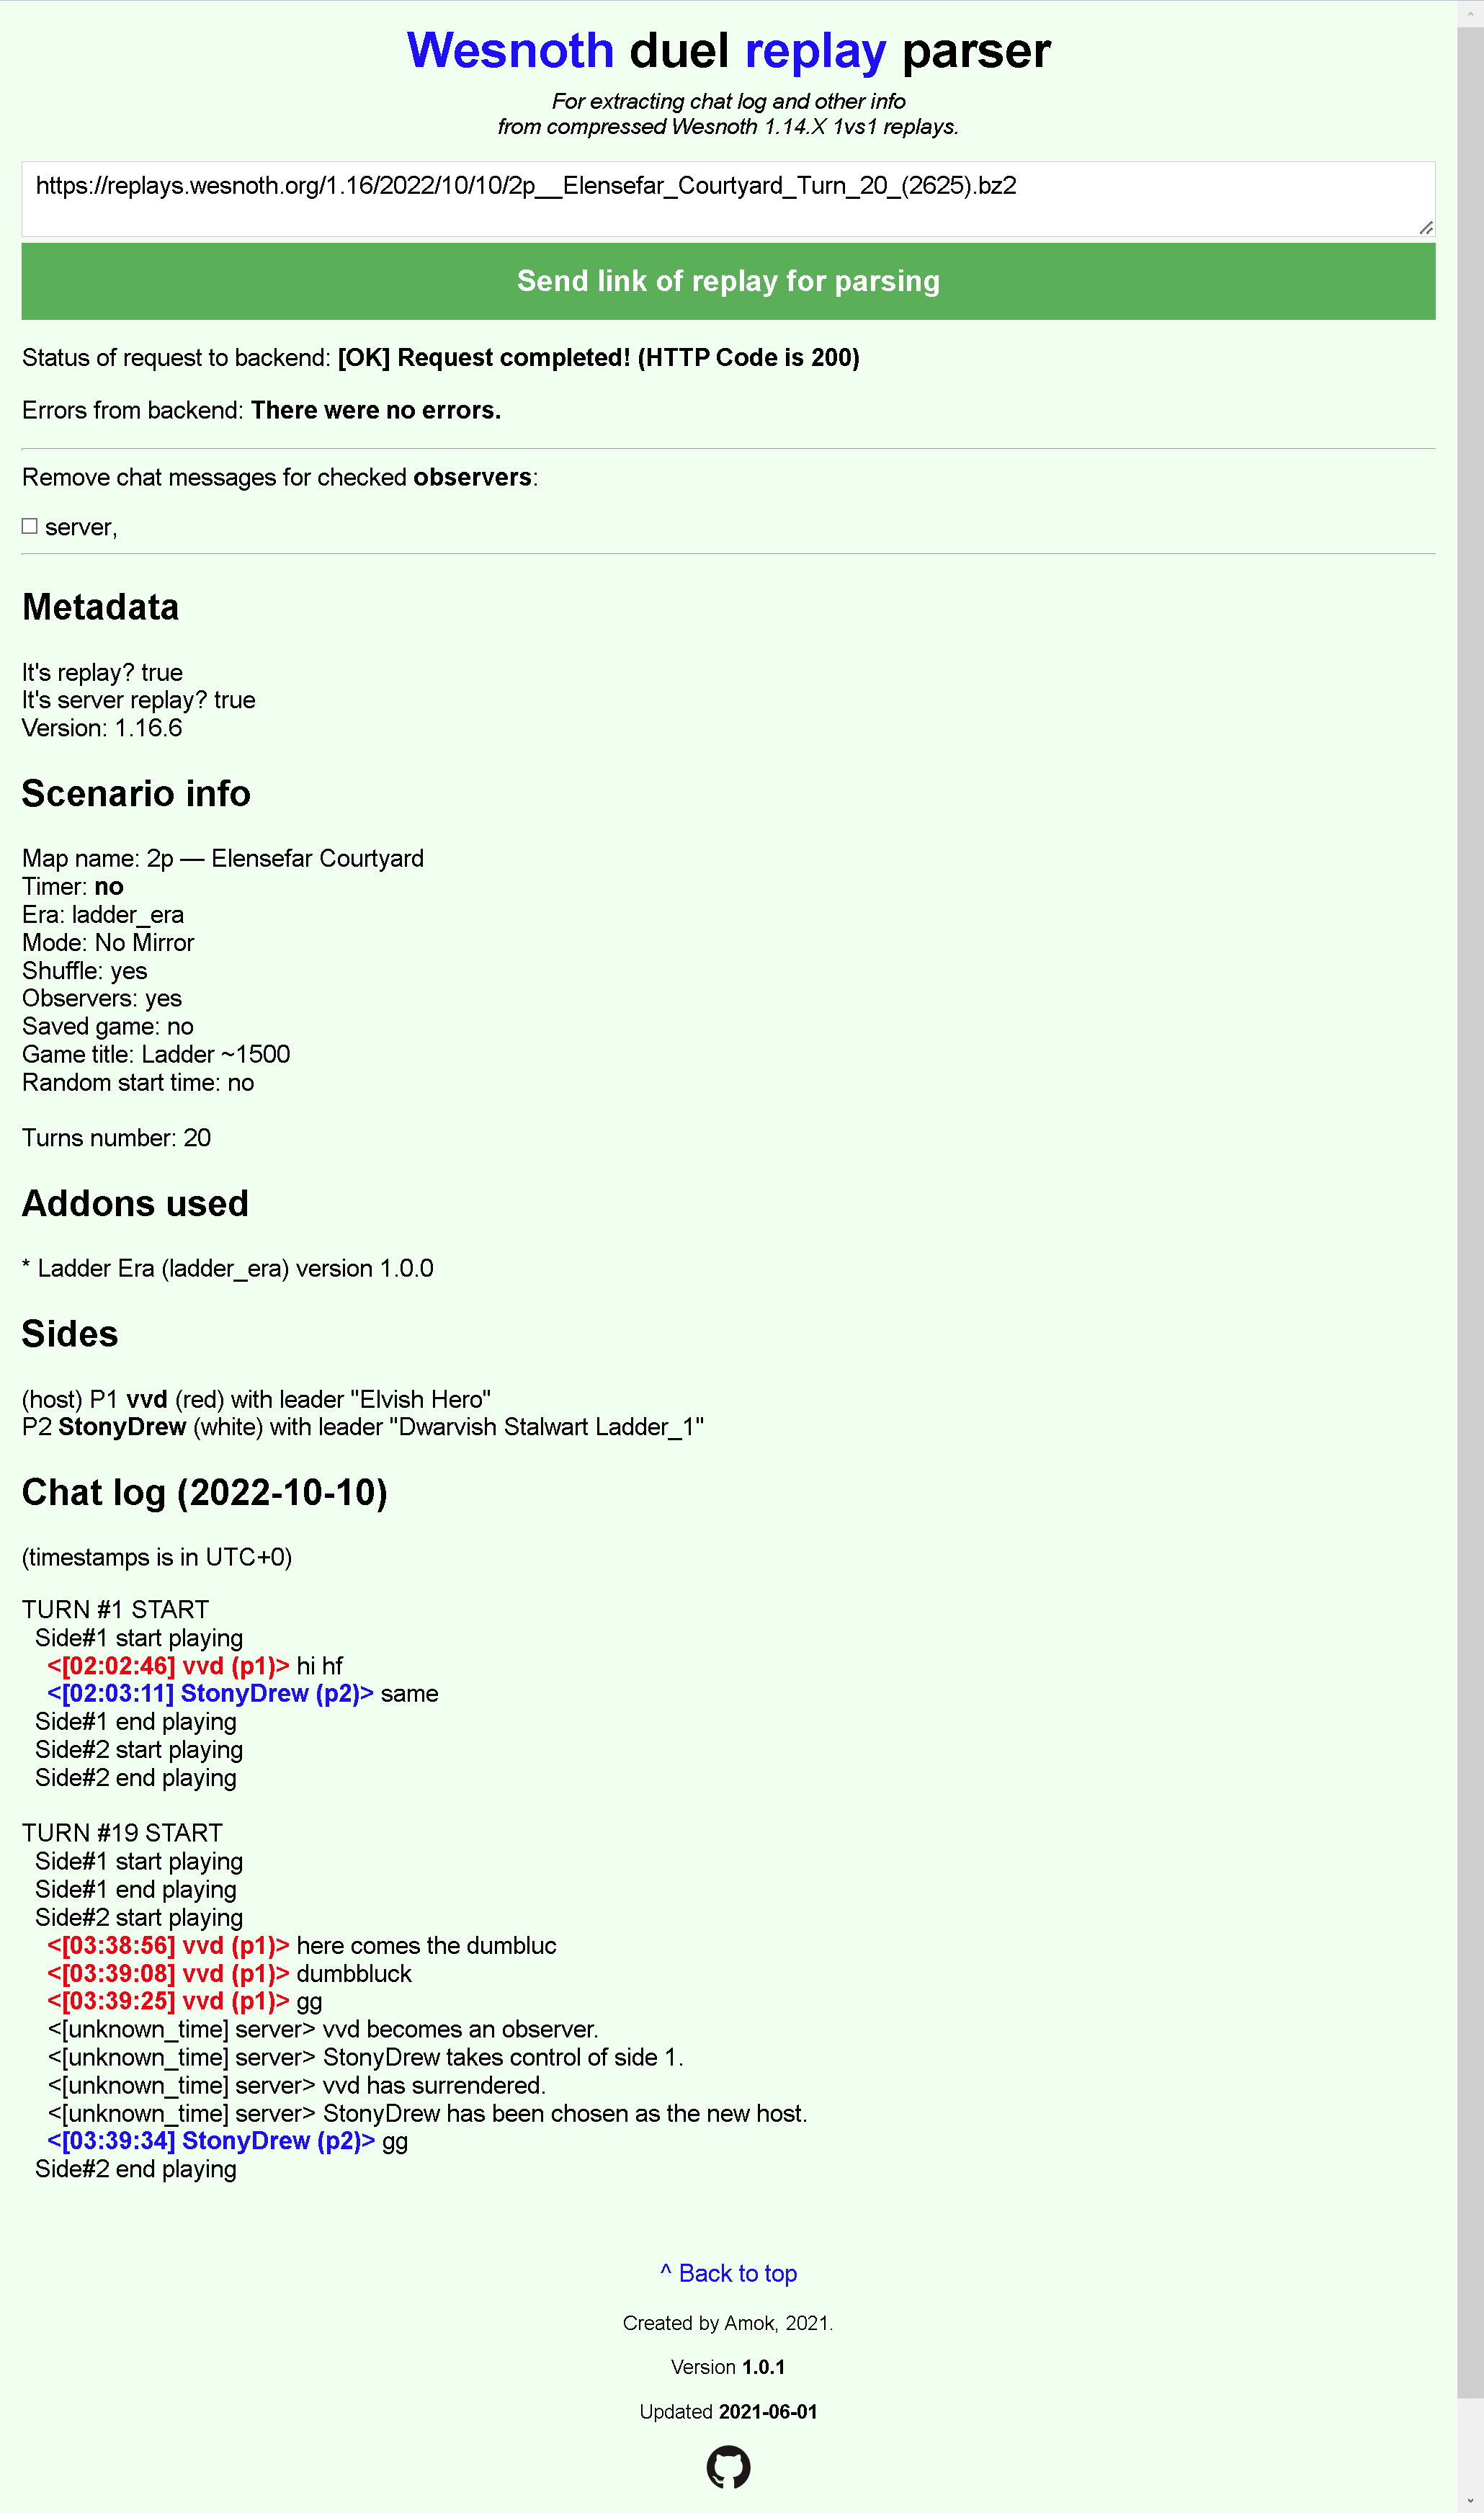 Wesnoth duel replay parser
For extracting chat log and other info
from compressed Wesnoth 1.14.X 1vs1 replays.
https://replays.wesnoth.org/1.16/2022/10/10/2p__Elensefar_Courtyard_Turn_20_(2625).bz2
Send link of replay for parsing
Status of request to backend: [OK] Request completed! (HTTP Code is 200)
Errors from backend: There were no errors.
Remove chat messages for checked observers:
server,
Metadata
It's replay? true
It's server replay? true
Version: 1.16.6
Scenario info
Map name: 2p — Elensefar Courtyard
Timer: no
Era: ladder_era
Mode: No Mirror
Shuffle: yes
Observers: yes
Saved game: no
Game title: Ladder ~1500
Random start time: no
Turns number: 20
Addons used
* Ladder Era (ladder_era) version 1.0.0
Sides
(host) P1 vvd (red) with leader "Elvish Hero"
P2 StonyDrew (white) with leader "Dwarvish Stalwart Ladder_1"
Chat log (2022-10-10)
(timestamps is in UTC+0)
TURN #1 START
Side#1 start playing
<[02:02:46] vvd (p1)> hi hf
<[02:03:11] StonyDrew (p2)> same
Side#1 end playing
Side#2 start playing
Side#2 end playing
TURN #19 START
Side#1 start playing
Side#1 end playing
Side#2 start playing
<[03:38:56] vvd (p1)> here comes the dumbluc
<[03:39:08] vvd (p1)> dumbbluck
<[03:39:25] vvd (p1)> gg
<[unknown_time] server> vvd becomes an observer.
<[unknown_time] server> StonyDrew takes control of side 1.
<[unknown_time] server> vvd has surrendered.
<[unknown_time] server> StonyDrew has been chosen as the new host.
<[03:39:34] StonyDrew (p2)> gg
Side#2 end playing
^ Back to top
Created by Amok, 2021.
Version 1.0.1
Updated 2021-06-01